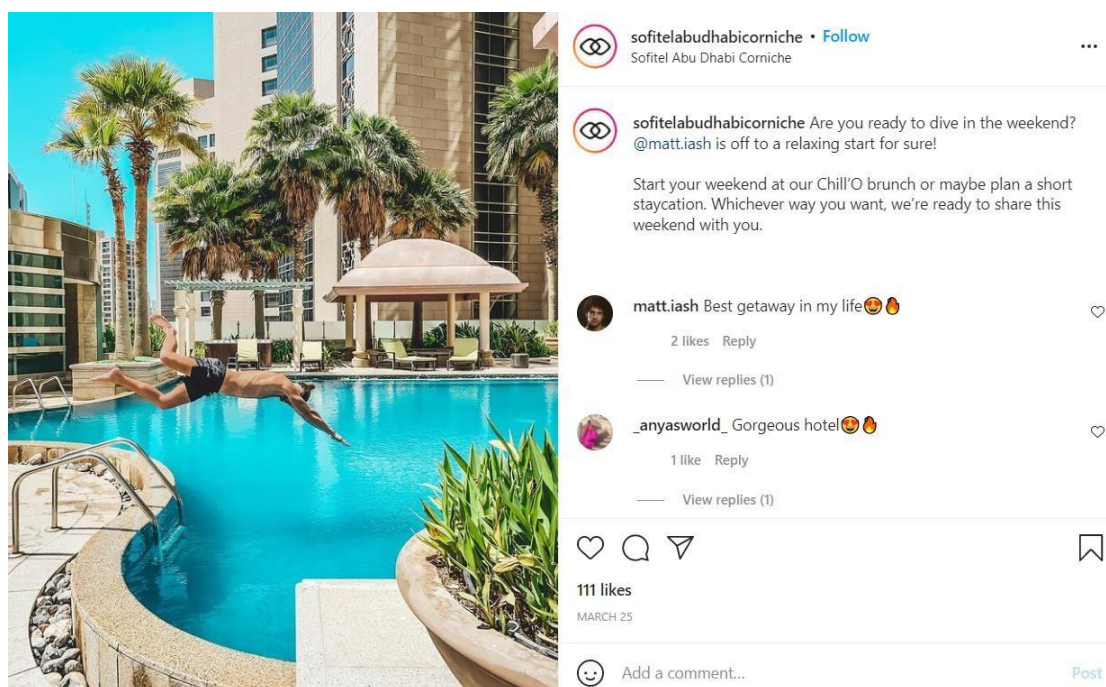 sofitelabudhabicorniche • Follow
Sofitel Abu Dhabi Corniche
sofitelabudhabicorniche Are you ready to dive in the weekend?
@matt.iash is off to a relaxing start for sure!
Start your weekend at our Chill'O brunch or maybe plan a short
staycation. Whichever way you want, we're ready to share this
weekend with you.
matt.iash Best getaway in my life😍🔥
2 likes Reply
View replies (1)
_anyasworld_ Gorgeous hotel😍🔥
1 like Reply
View replies (1)
111 likes
MARCH 25
Add a comment... Post